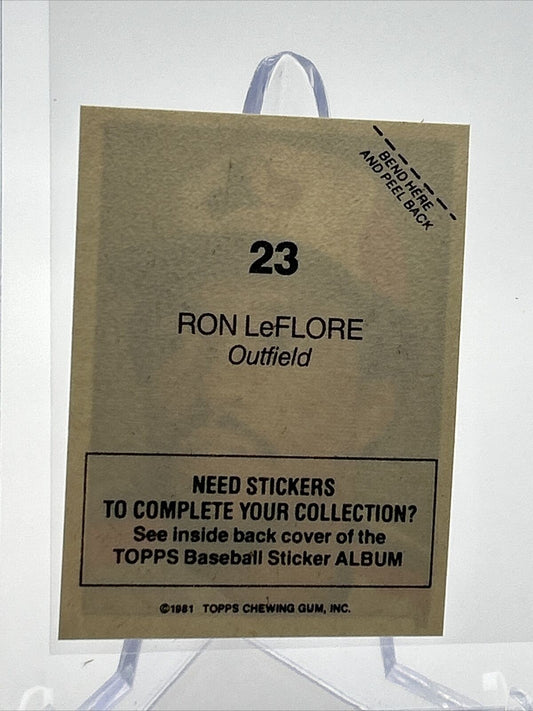 BEND HERE
AND PEEL BACK
23
RON LeFLORE
Outfield
NEED STICKERS
TO COMPLETE YOUR COLLECTION?
See inside back cover of the
TOPPS Baseball Sticker ALBUM
©1981 TOPPS CHEWING GUM, INC.